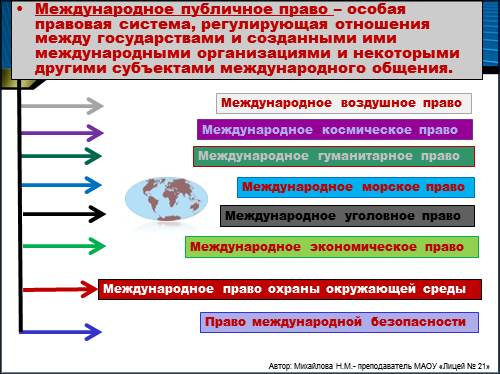 • Международное публичное право – особая
правовая система, регулирующая отношения
между государствами и созданными ими
международными организациями и некоторыми
другими субъектами международного общения.
Международное воздушное право
Международное космическое право
Международное гуманитарное право
Международное морское право
Международное уголовное право
Международное экономическое право
Международное право охраны окружающей среды
Право международной безопасности
Автор: Михайлова Н.М.- преподаватель МАОУ «Лицей № 21»